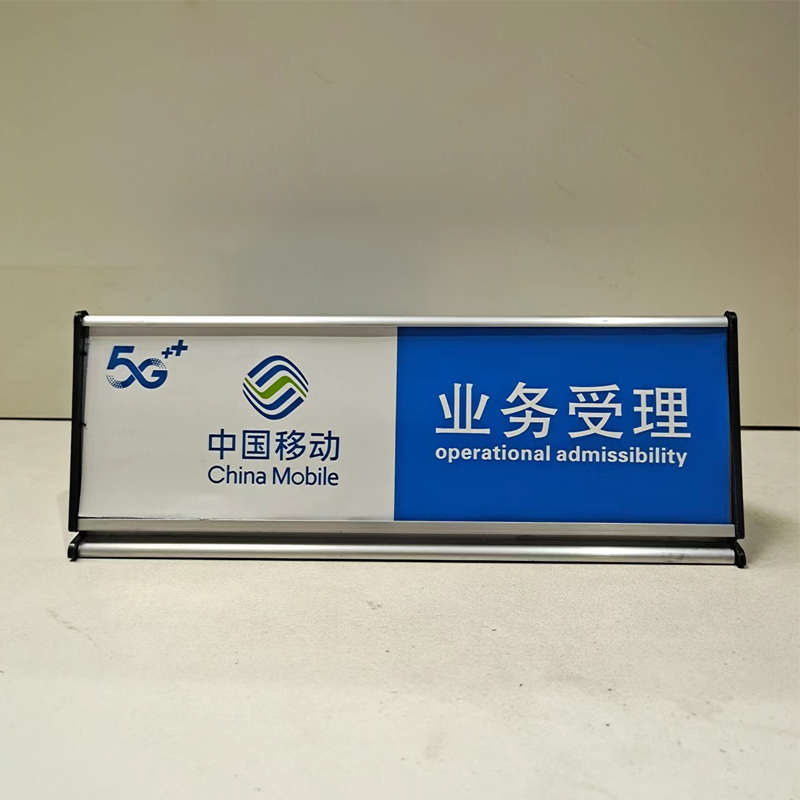 5G++
中国移动
China Mobile
业务受理
operational admissibility